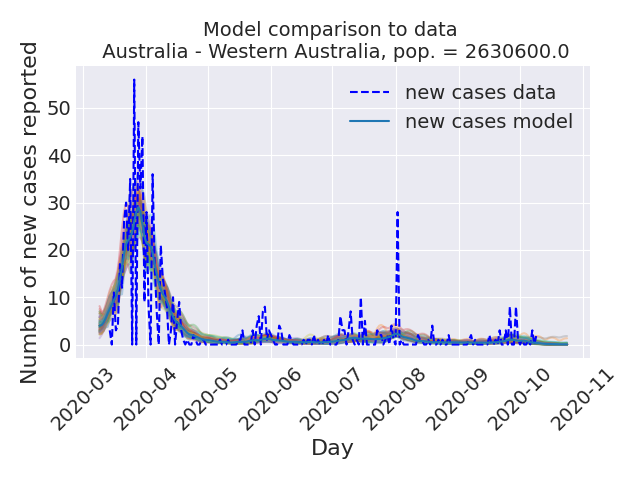 Model comparison to data
Australia - Western Australia, pop. = 2630600.0
Number of new cases reported
50
40
30
20
10
0
new cases data
new cases model
2020-03
2020-04
2020-05
2020-06
2020-07
2020-08
2020-09
2020-10
2020-11
Day